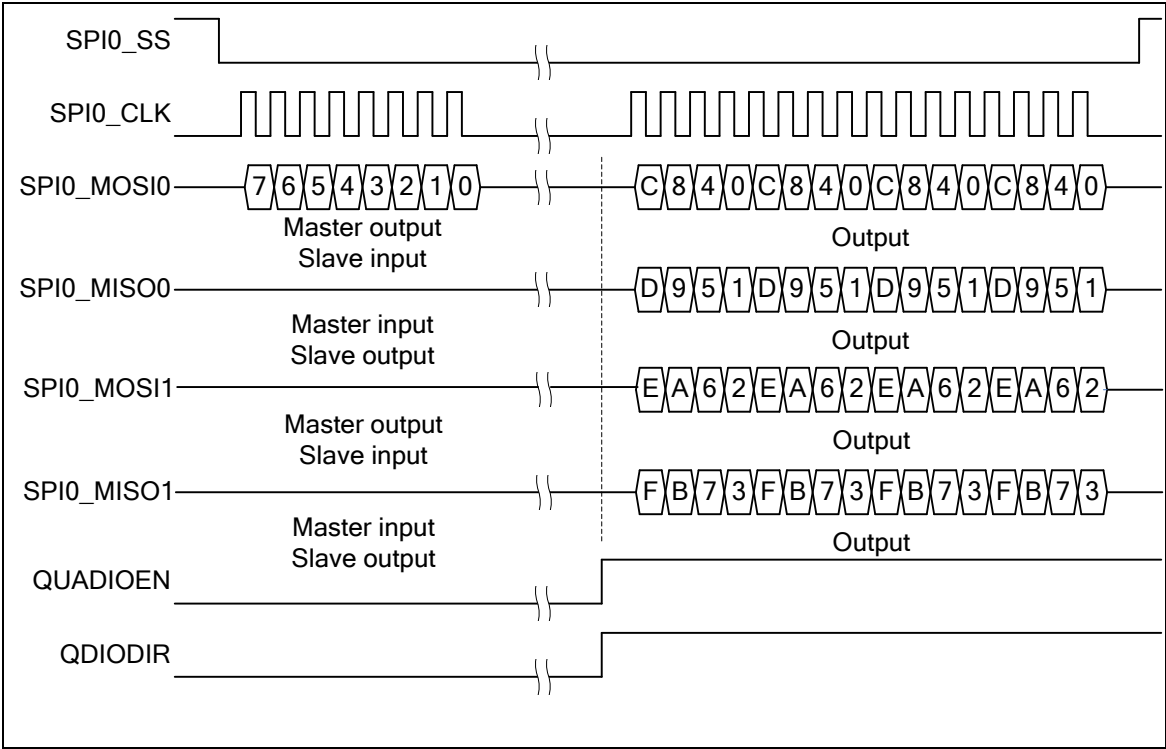 SPI0_SS
SPI0_CLK
SPI0_MOSI0 7 6 5 4 3 2 1 0 C 8 4 0 C 8 4 0 C 8 4 0 C 8 4 0
Master output
Slave input
Output
SPI0_MISO0 D 9 5 1 D 9 5 1 D 9 5 1 D 9 5 1
Master input
Slave output
Output
SPI0_MOSI1 E A 6 2 E A 6 2 E A 6 2 E A 6 2
Master output
Slave input
Output
SPI0_MISO1 F B 7 3 F B 7 3 F B 7 3 F B 7 3
Master input
Slave output
Output
QUADIOEN
QDIODIR